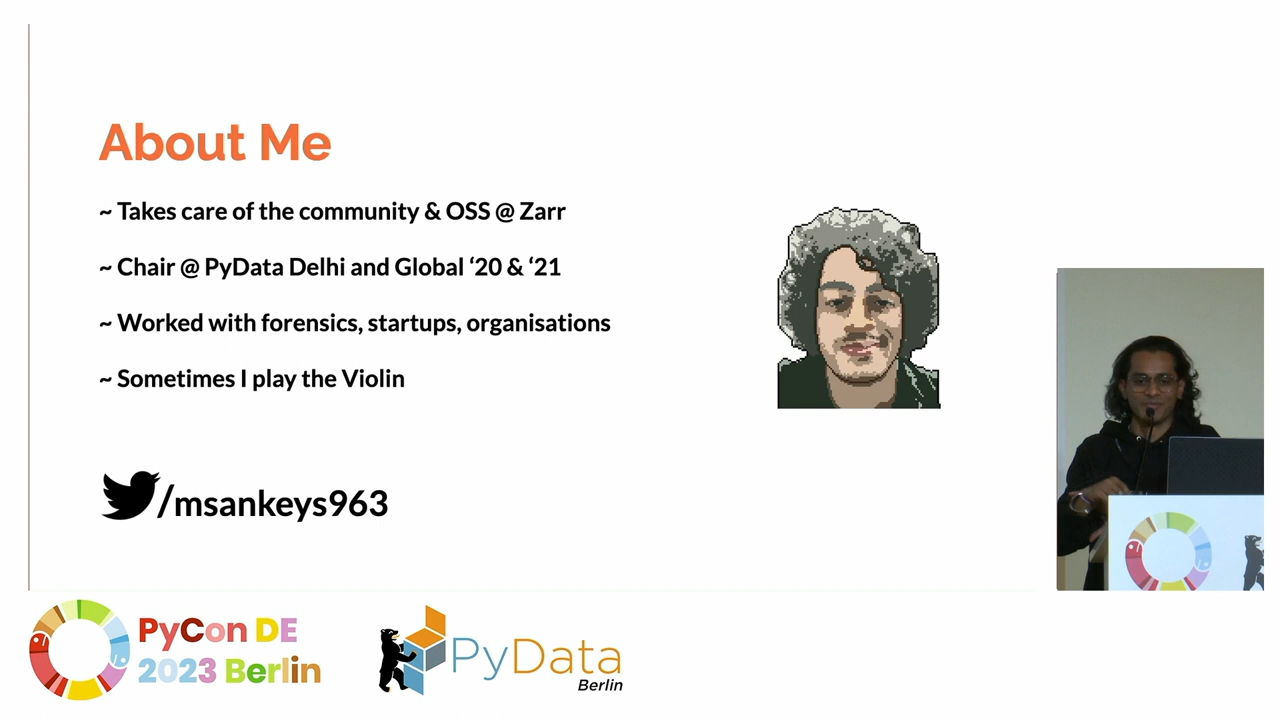 About Me
~ Takes care of the community & OSS @ Zarr
~ Chair @ PyData Delhi and Global ‘20 & ‘21
~ Worked with forensics, startups, organisations
~ Sometimes I play the Violin
/msankeys963
PyCon DE
2023 Berlin
PyData
Berlin